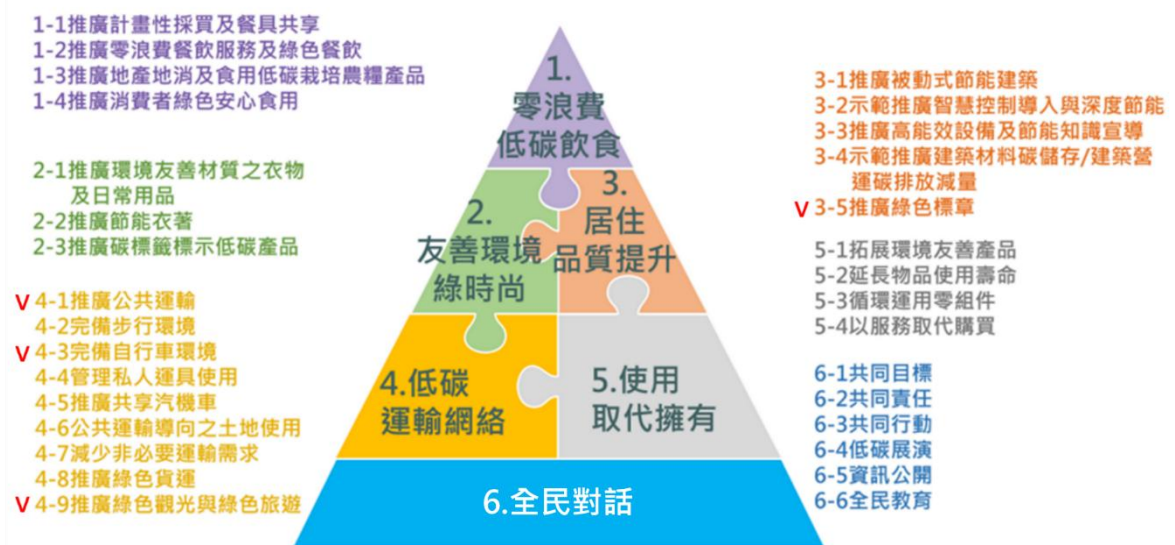 1-1推廣計畫性採買及餐具共享
1-2推廣零浪費餐飲服務及綠色餐飲
1-3推廣地產地消及食用低碳栽培農糧產品
1-4推廣消費者綠色安心食用
2-1推廣環境友善材質之衣物
及日常用品
2-2推廣節能衣著
2-3推廣碳標籤標示低碳產品
V 4-1推廣公共運輸
4-2完備步行環境
V 4-3完備自行車環境
4-4管理私人運具使用
4-5推廣共享汽機車
4-6公共運輸導向之土地使用
4-7減少非必要運輸需求
4-8推廣綠色貨運
V 4-9推廣綠色觀光與綠色旅遊
1.
零浪費
低碳飲食
2.
友善環境
綠時尚
3.
居住
品質提升
4.低碳
運輸網絡
5.使用
取代擁有
6.全民對話
3-1推廣被動式節能建築
3-2示範推廣智慧控制導入與深度節能
3-3推廣高能效設備及節能知識宣導
3-4示範推廣建築材料碳儲存/建築營
運碳排放減量
V 3-5推廣綠色標章
5-1拓展環境友善產品
5-2延長物品使用壽命
5-3循環運用零組件
5-4以服務取代購買
6-1共同目標
6-2共同責任
6-3共同行動
6-4低碳展演
6-5資訊公開
6-6全民教育